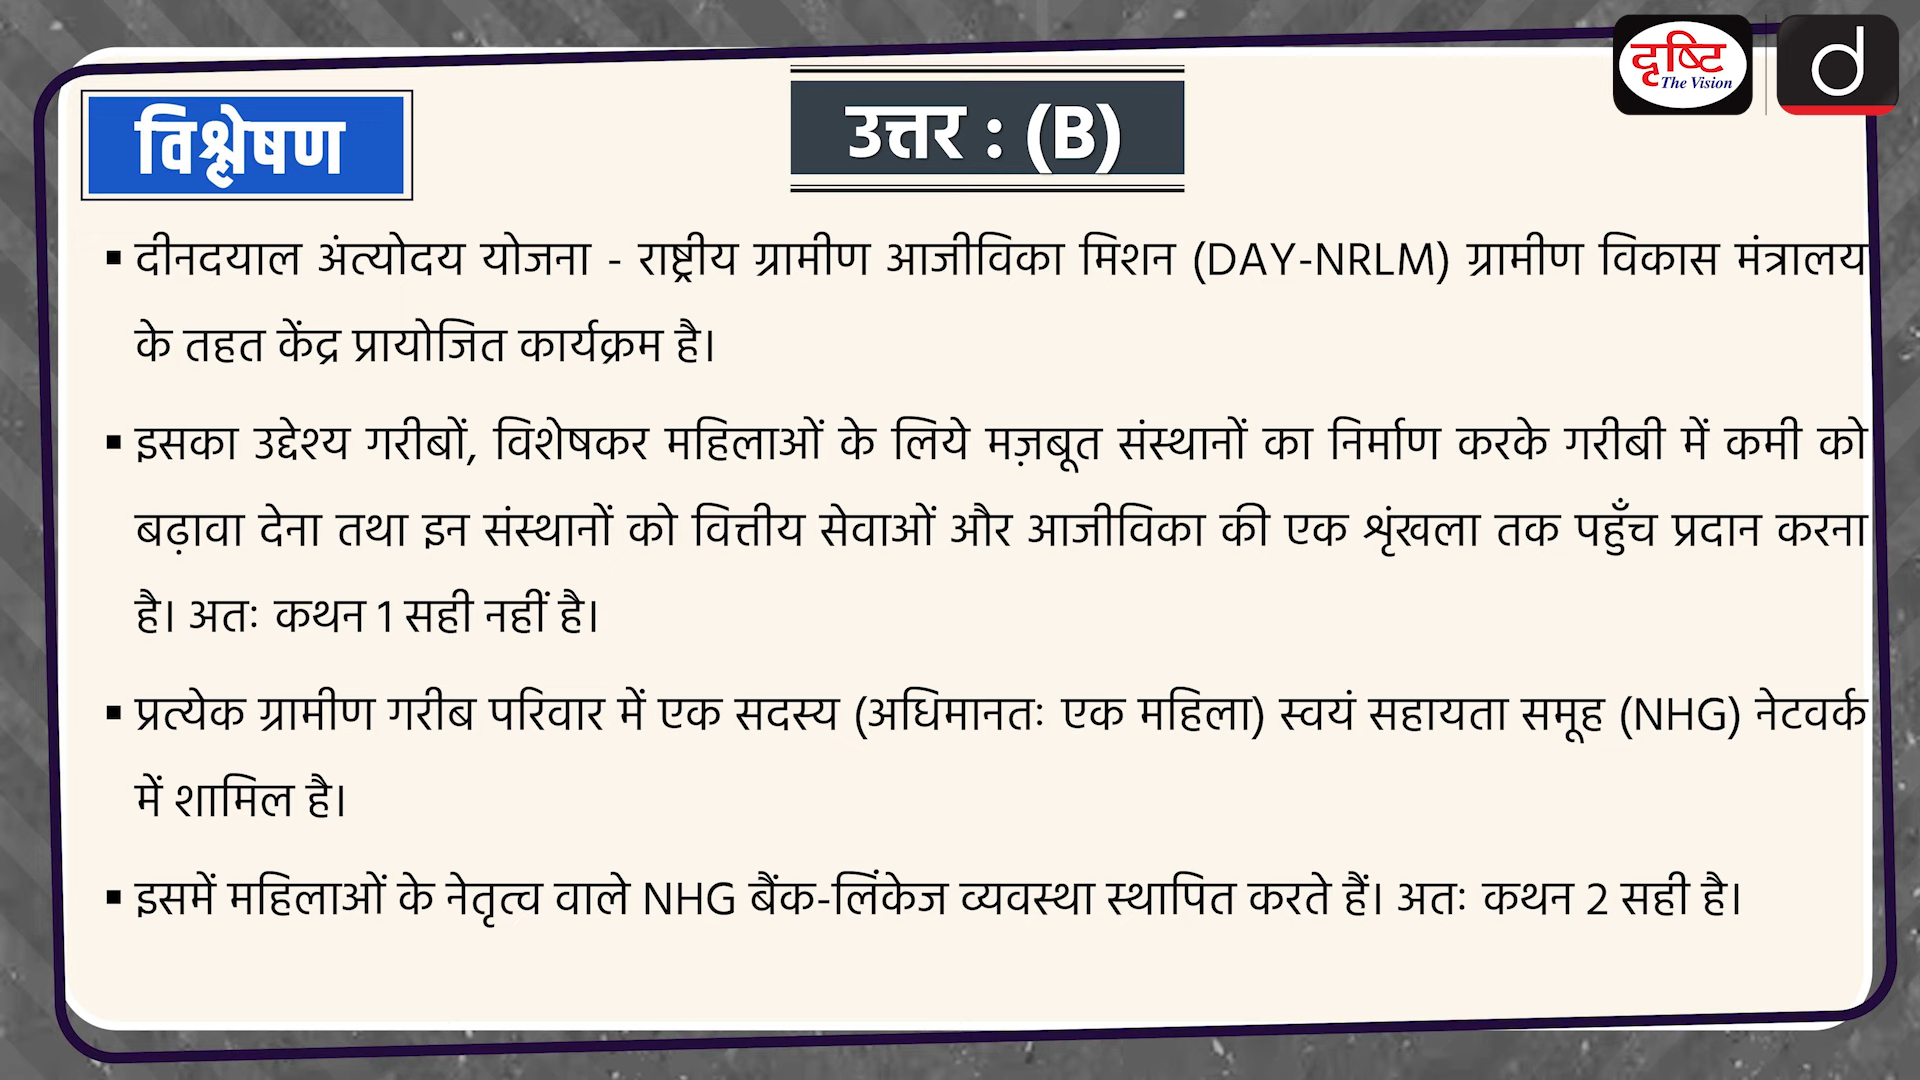 दृष्टि
The Vision
d
विश्लेषण
उत्तर : (B)
▪ दीनदयाल अंत्योदय योजना - राष्ट्रीय ग्रामीण आजीविका मिशन (DAY-NRLM) ग्रामीण विकास मंत्रालय
के तहत केंद्र प्रायोजित कार्यक्रम है।
▪ इसका उद्देश्य गरीबों, विशेषकर महिलाओं के लिये मज़बूत संस्थानों का निर्माण करके गरीबी में कमी को
बढ़ावा देना तथा इन संस्थानों को वित्तीय सेवाओं और आजीविका की एक शृंखला तक पहुँच प्रदान करना
है। अतः कथन 1 सही नहीं है।
▪ प्रत्येक ग्रामीण गरीब परिवार में एक सदस्य (अधिमानतः एक महिला) स्वयं सहायता समूह (NHG) नेटवर्क
में शामिल है।
▪ इसमें महिलाओं के नेतृत्व वाले NHG बैंक-लिंकेज व्यवस्था स्थापित करते हैं। अतः कथन 2 सही है।